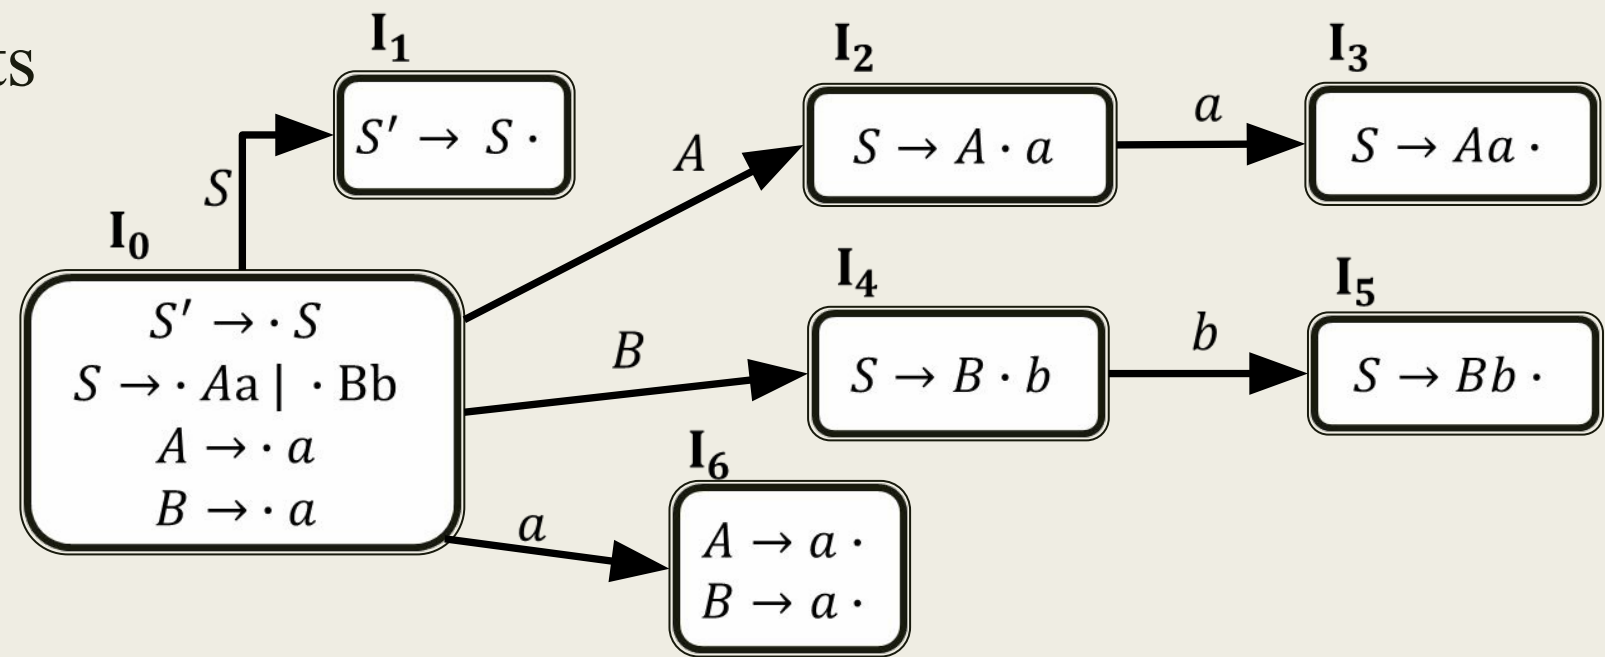 ts
I₁
S′ → S ·
I₂
S → A · a
I₃
S → Aa ·
a
A
S
I₀
S′ → · S
S → · Aa | · Bb
A → · a
B → · a
B
I₄
S → B · b
b
I₅
S → Bb ·
a
I₆
A → a ·
B → a ·